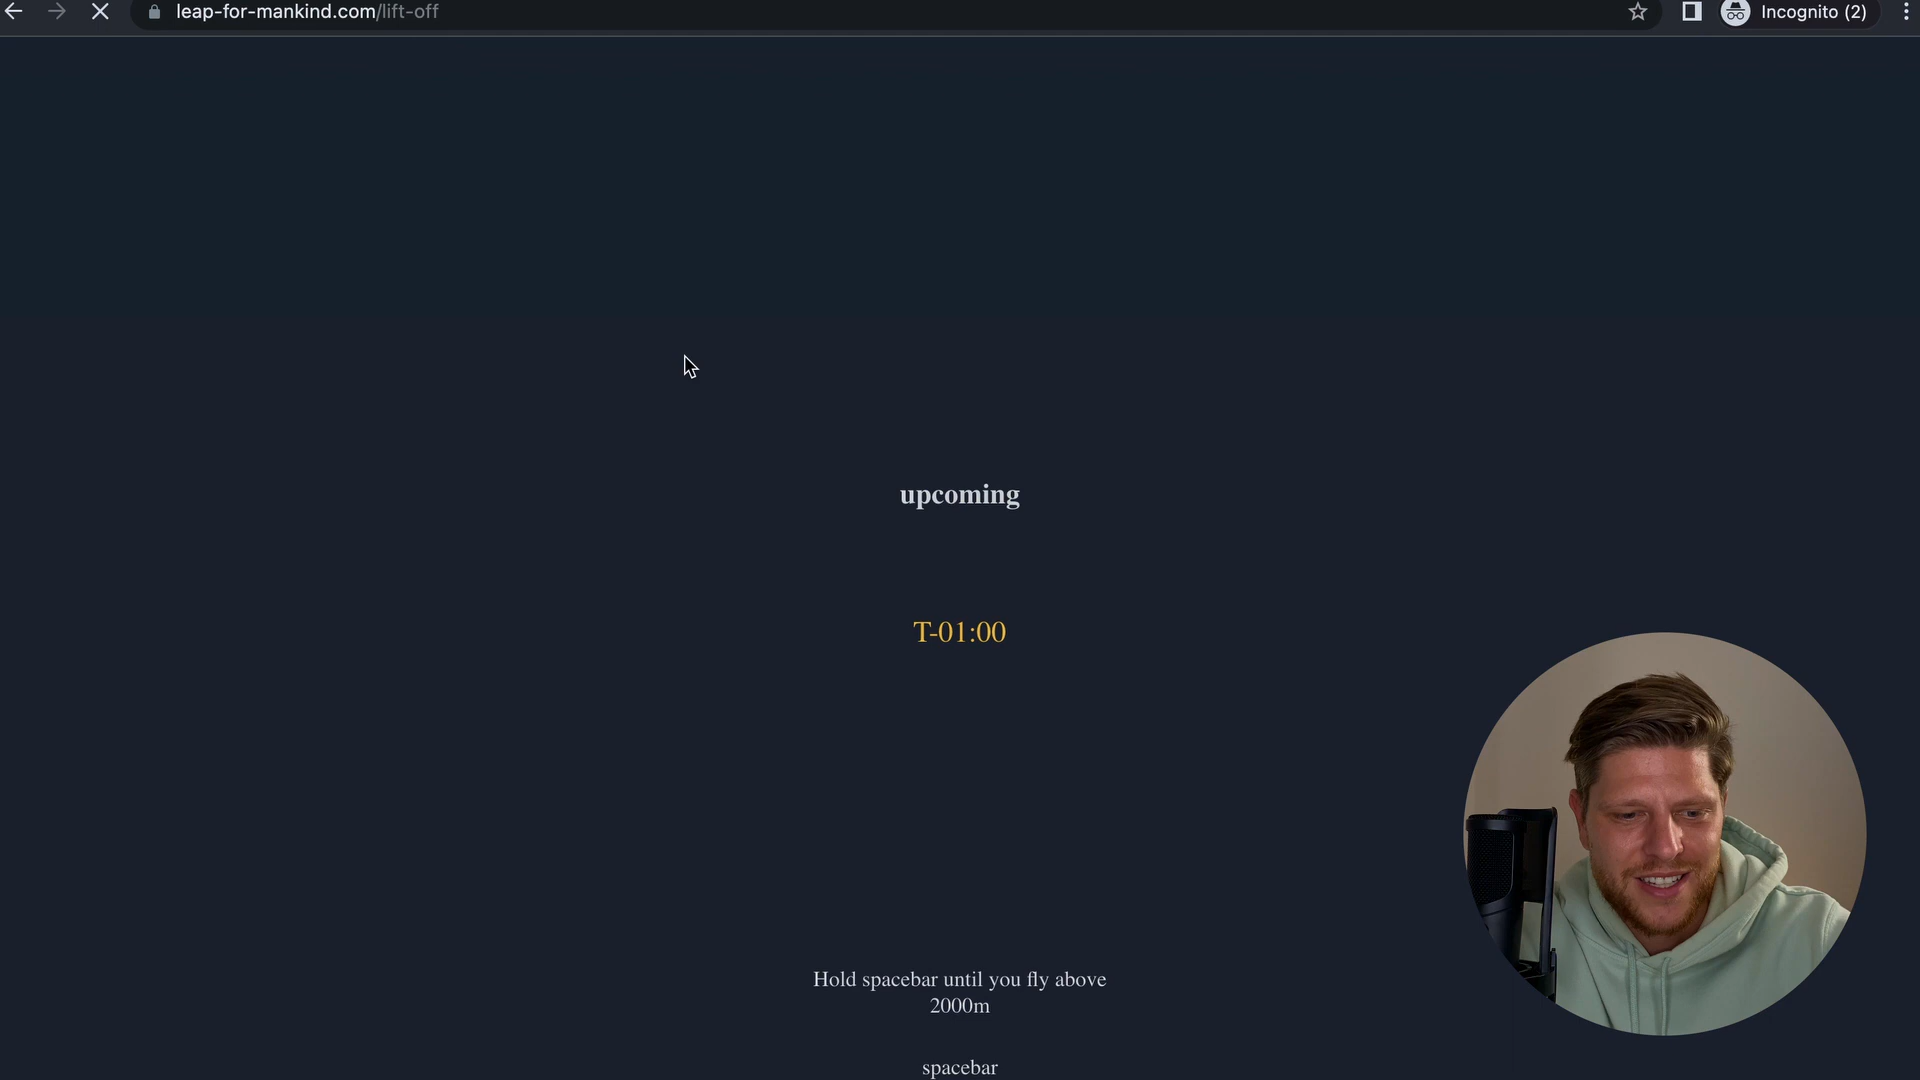 leap-for-mankind.com/lift-off
Incognito (2)
upcoming
T-01:00
Hold spacebar until you fly above
2000m
spacebar